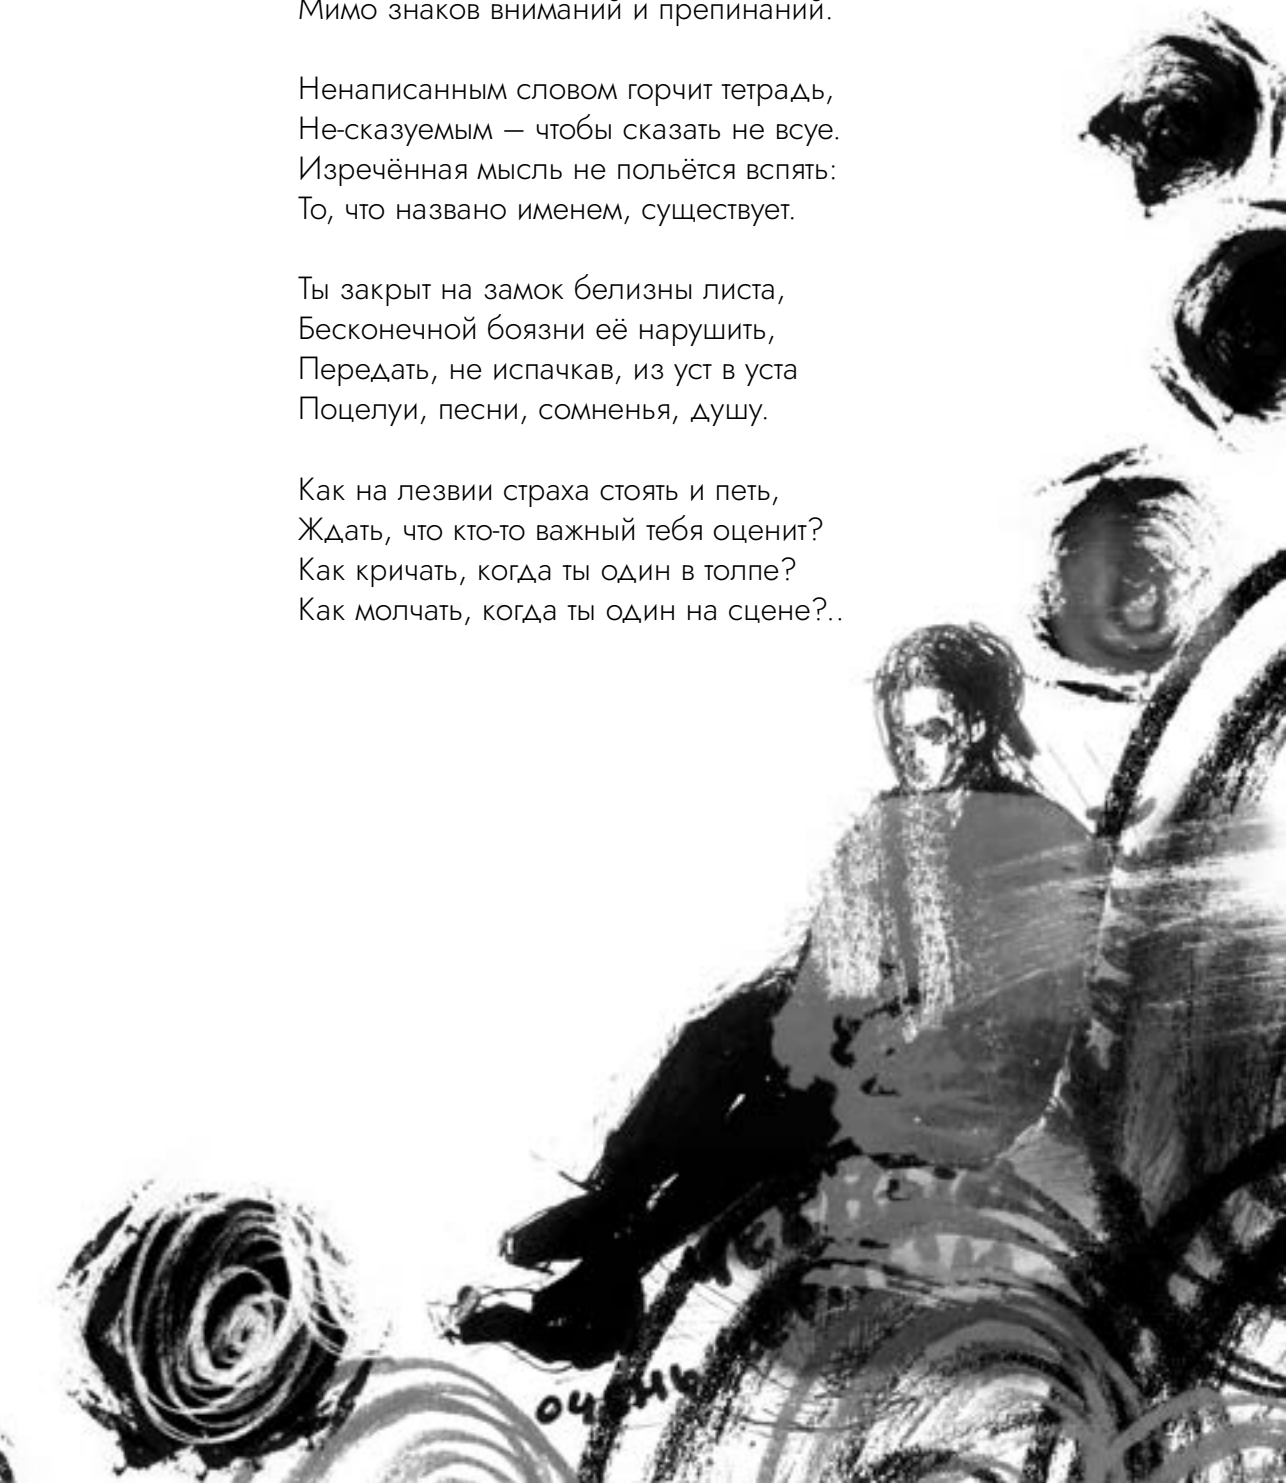 Мимо знаков вниманий и препинаний.

Ненаписанным словом горчит тетрадь,
Не-сказуемым – чтобы сказать не всуе.
Изречённая мысль не польётся вспять:
То, что названо именем, существует.

Ты закрыт на замок белизны листа,
Бесконечной боязни её нарушить,
Передать, не испачкав, из уст в уста
Поцелуи, песни, сомненья, душу.

Как на лезвии страха стоять и петь,
Ждать, что кто-то важный тебя оценит?
Как кричать, когда ты один в толпе?
Как молчать, когда ты один на сцене?..
очень